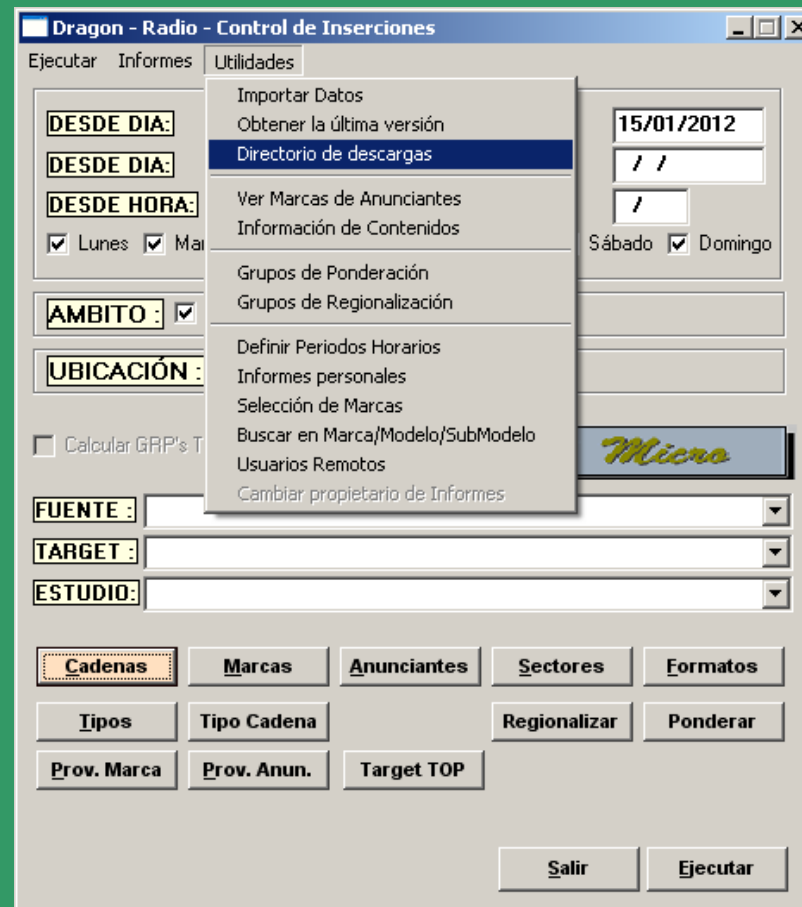 Dragon - Radio - Control de Inserciones
Ejecutar Informes Utilidades
Importar Datos
Obtener la última versión
Directorio de descargas
Ver Marcas de Anunciantes
Información de Contenidos
Grupos de Ponderación
Grupos de Regionalización
Definir Periodos Horarios
Informes personales
Selección de Marcas
Buscar en Marca/Modelo/SubModelo
Usuarios Remotos
Cambiar propietario de Informes
DESDE DIA: 15/01/2012
DESDE DIA: / /
DESDE HORA: /
Lunes Mar Sábado Domingo
AMBITO :
UBICACIÓN :
Calcular GRP's T Micro
FUENTE :
TARGET :
ESTUDIO:
Cadenas Marcas Anunciantes Sectores Formatos
Tipos Tipo Cadena Regionalizar Ponderar
Prov. Marca Prov. Anun. Target TOP
Salir Ejecutar